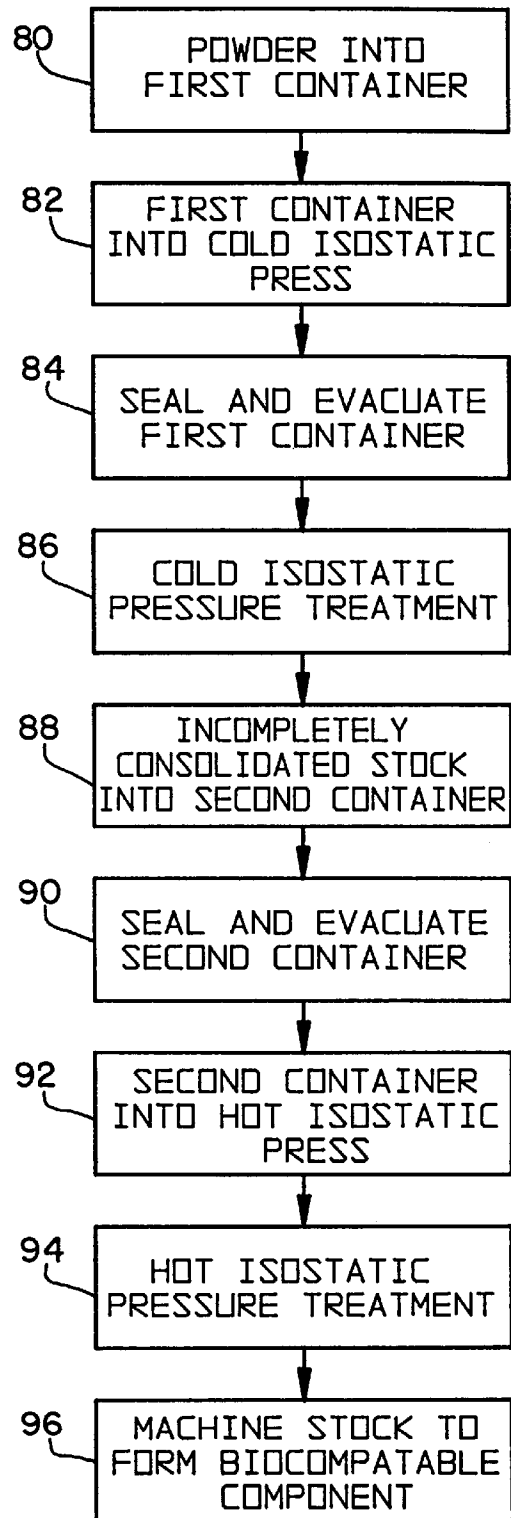 80
POWDER INTO
FIRST CONTAINER
82
FIRST CONTAINER
INTO COLD ISOSTATIC
PRESS
84
SEAL AND EVACUATE
FIRST CONTAINER
86
COLD ISOSTATIC
PRESSURE TREATMENT
88
INCOMPLETELY
CONSOLIDATED STOCK
INTO SECOND CONTAINER
90
SEAL AND EVACUATE
SECOND CONTAINER
92
SECOND CONTAINER
INTO HOT ISOSTATIC
PRESS
94
HOT ISOSTATIC
PRESSURE TREATMENT
96
MACHINE STOCK TO
FORM BIOCOMPATABLE
COMPONENT